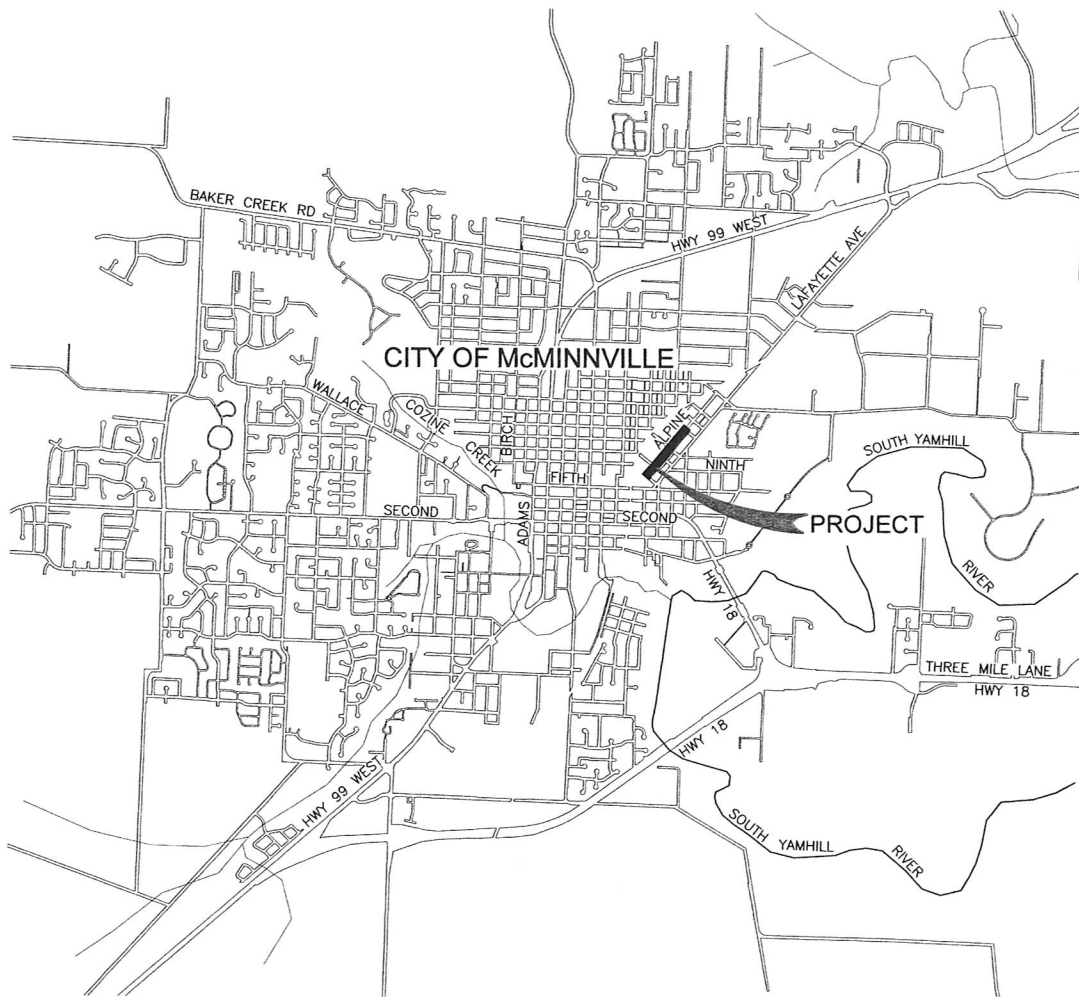 BAKER CREEK RD
HWY 99 WEST
LAFAYETTE AVE
CITY OF McMINNVILLE
WALLACE
COZINE
CREEK
BIRCH
ALPINE
SOUTH YAMHILL
NINTH
FIFTH
SECOND
ADAMS
SECOND
PROJECT
RIVER
HWY 18
THREE MILE LANE
HWY 18
HWY 18
HWY 99 WEST
SOUTH YAMHILL
RIVER